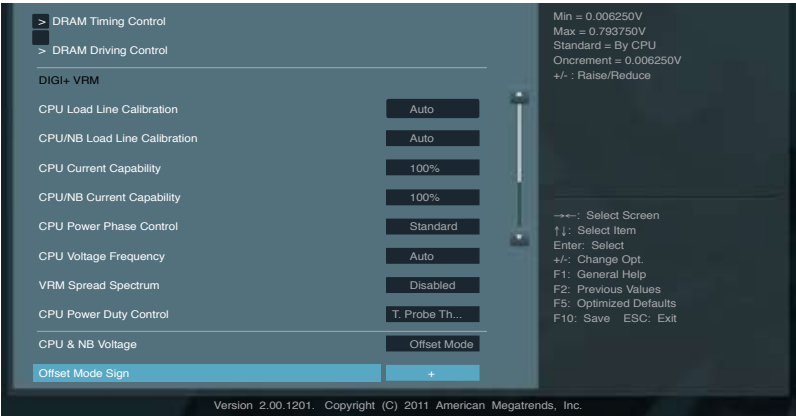 > DRAM Timing Control
> DRAM Driving Control
DIGI+ VRM
CPU Load Line Calibration Auto
CPU/NB Load Line Calibration Auto
CPU Current Capability 100%
CPU/NB Current Capability 100%
CPU Power Phase Control Standard
CPU Voltage Frequency Auto
VRM Spread Spectrum Disabled
CPU Power Duty Control T. Probe Th...
CPU & NB Voltage Offset Mode
Offset Mode Sign +
Min = 0.006250V
Max = 0.793750V
Standard = By CPU
Oncrement = 0.006250V
+/- : Raise/Reduce
→←: Select Screen
↑↓: Select Item
Enter: Select
+/-: Change Opt.
F1: General Help
F2: Previous Values
F5: Optimized Defaults
F10: Save ESC: Exit
Version 2.00.1201. Copyright (C) 2011 American Megatrends, Inc.